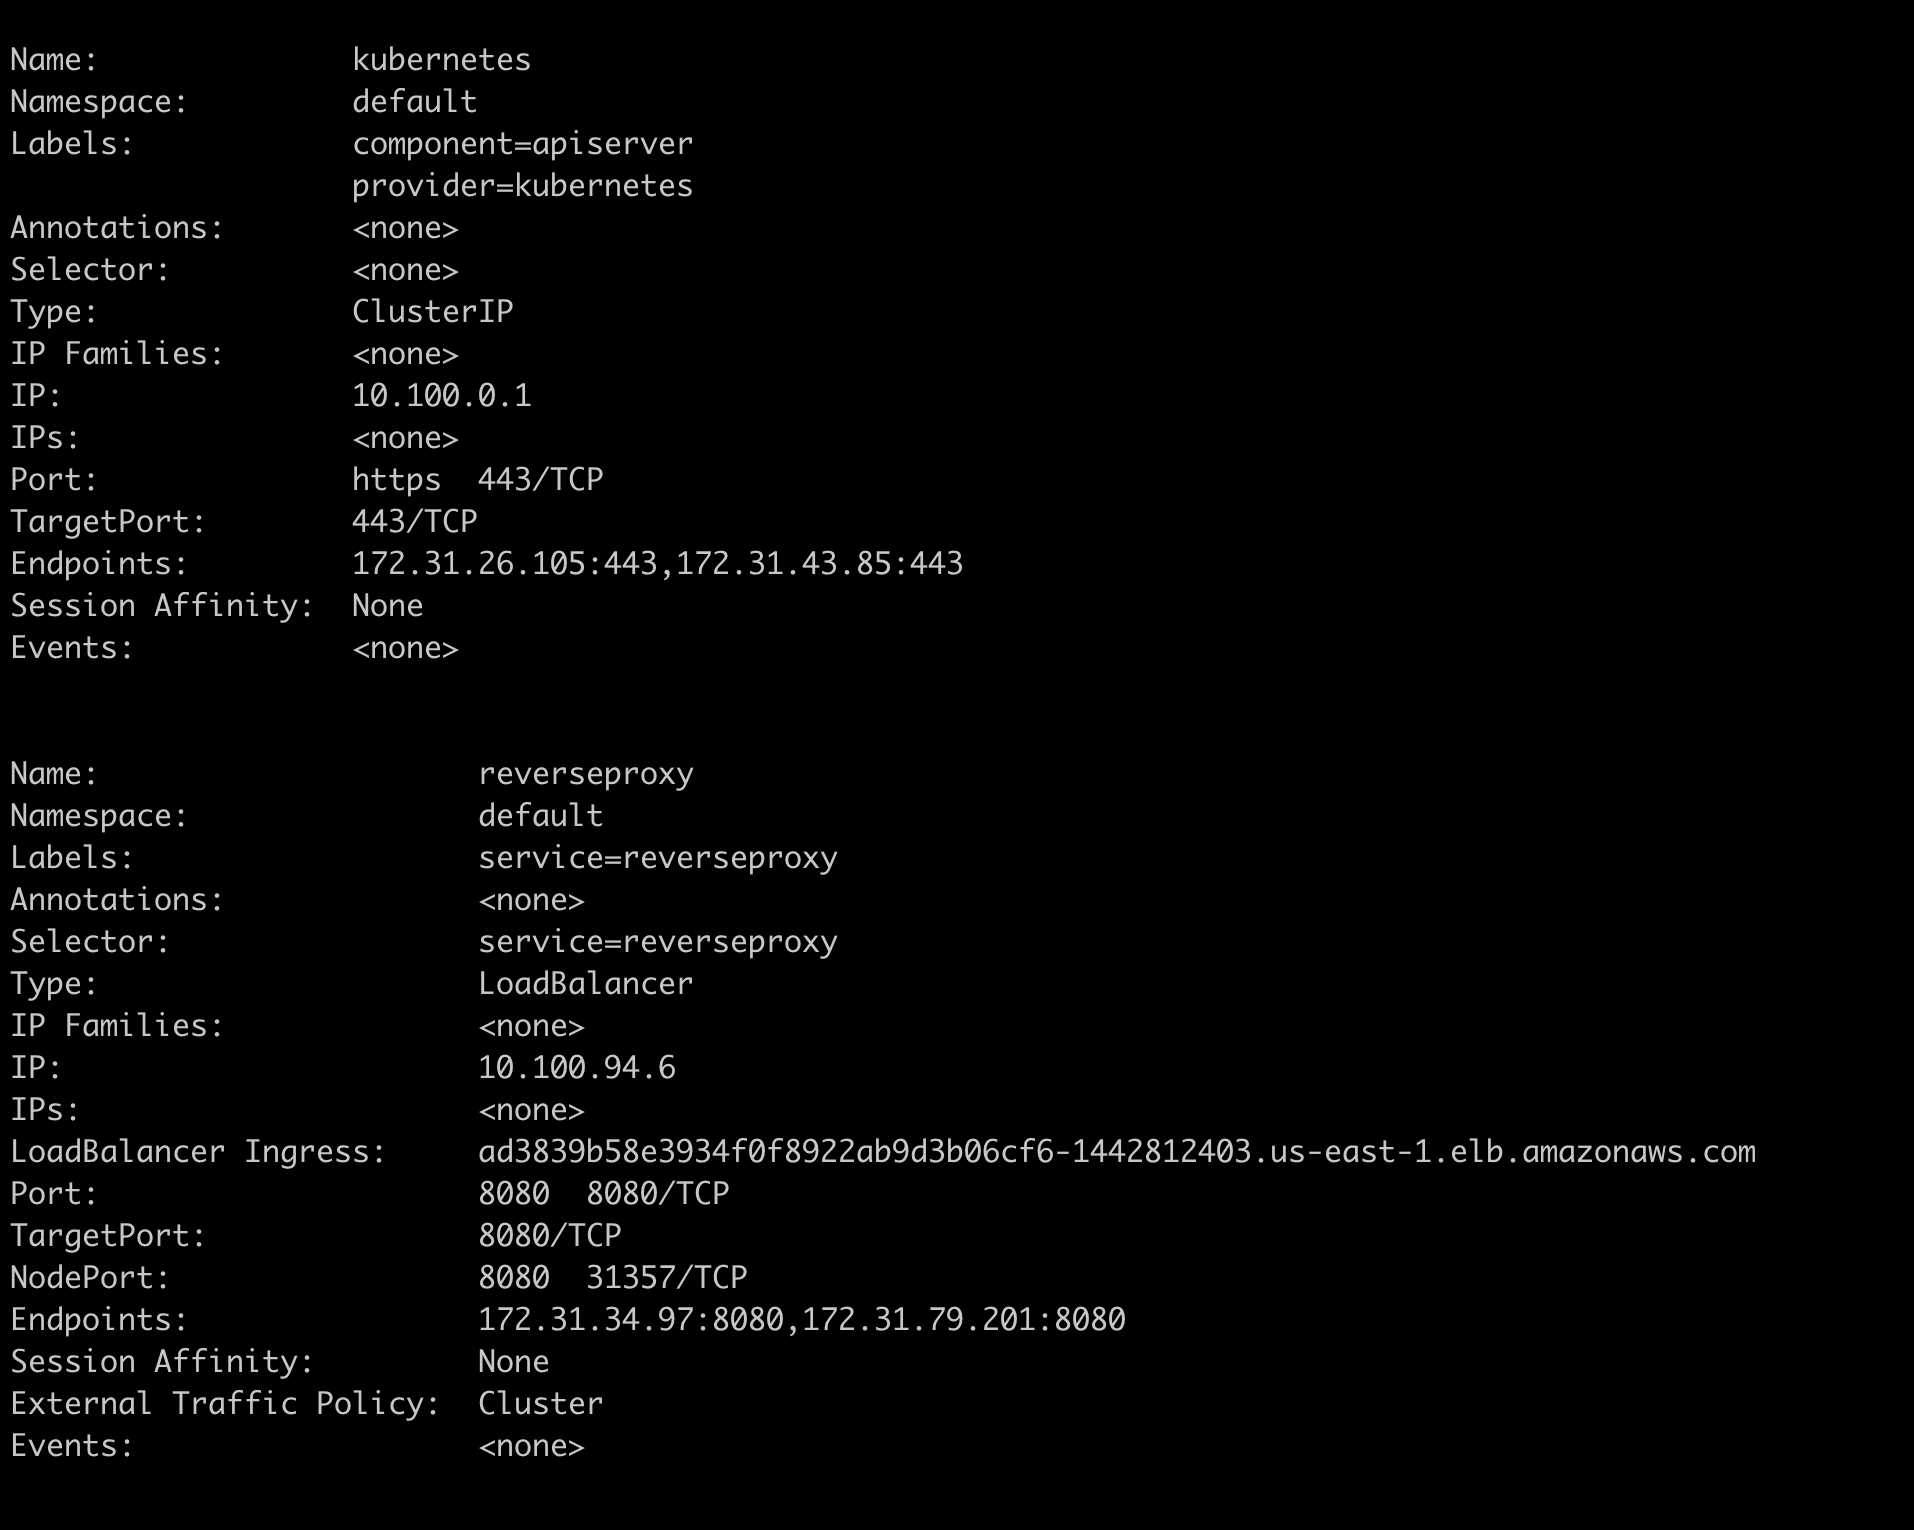 Name:              kubernetes
Namespace:         default
Labels:            component=apiserver
                   provider=kubernetes
Annotations:       <none>
Selector:          <none>
Type:              ClusterIP
IP Families:       <none>
IP:                10.100.0.1
IPs:               <none>
Port:              https  443/TCP
TargetPort:        443/TCP
Endpoints:         172.31.26.105:443,172.31.43.85:443
Session Affinity:  None
Events:            <none>
Name:                     reverseproxy
Namespace:                default
Labels:                   service=reverseproxy
Annotations:              <none>
Selector:                 service=reverseproxy
Type:                     LoadBalancer
IP Families:              <none>
IP:                       10.100.94.6
IPs:                      <none>
LoadBalancer Ingress:     ad3839b58e3934f0f8922ab9d3b06cf6-1442812403.us-east-1.elb.amazonaws.com
Port:                     8080  8080/TCP
TargetPort:               8080/TCP
NodePort:                 8080  31357/TCP
Endpoints:                172.31.34.97:8080,172.31.79.201:8080
Session Affinity:         None
External Traffic Policy:  Cluster
Events:                   <none>